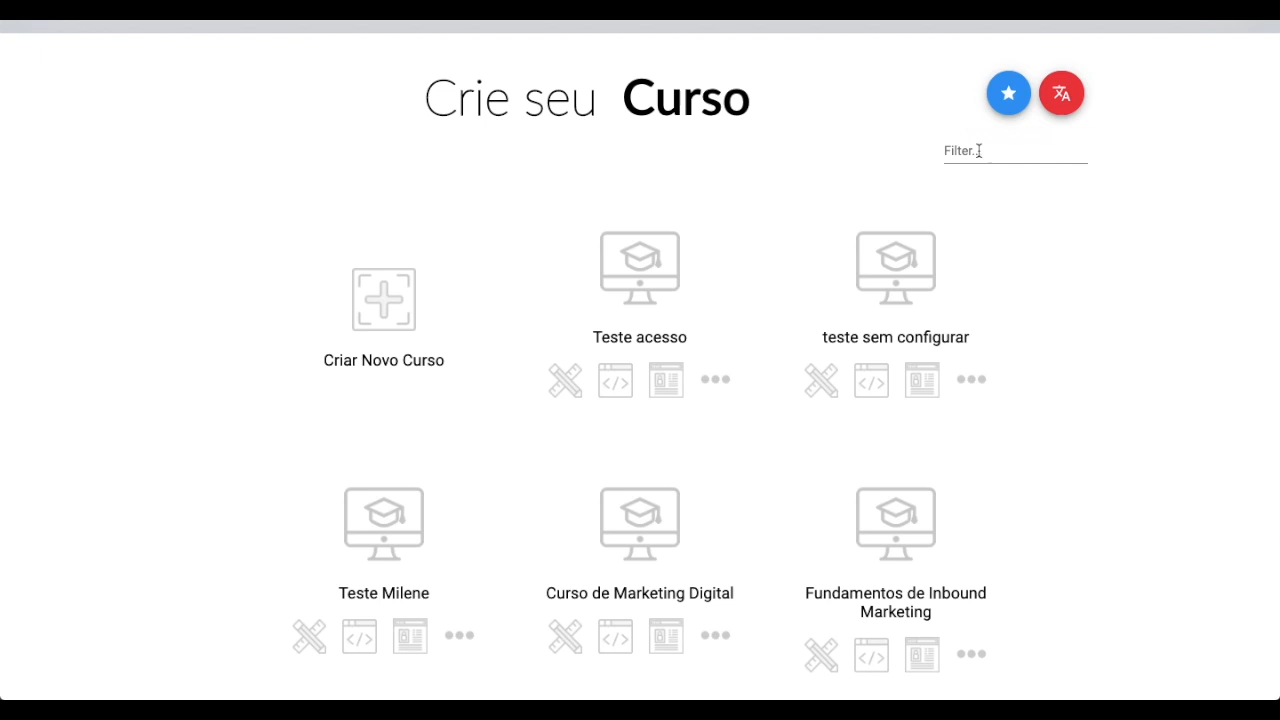 Crie seu Curso
Filter...
Criar Novo Curso
Teste acesso
teste sem configurar
Teste Milene
Curso de Marketing Digital
Fundamentos de Inbound
Marketing